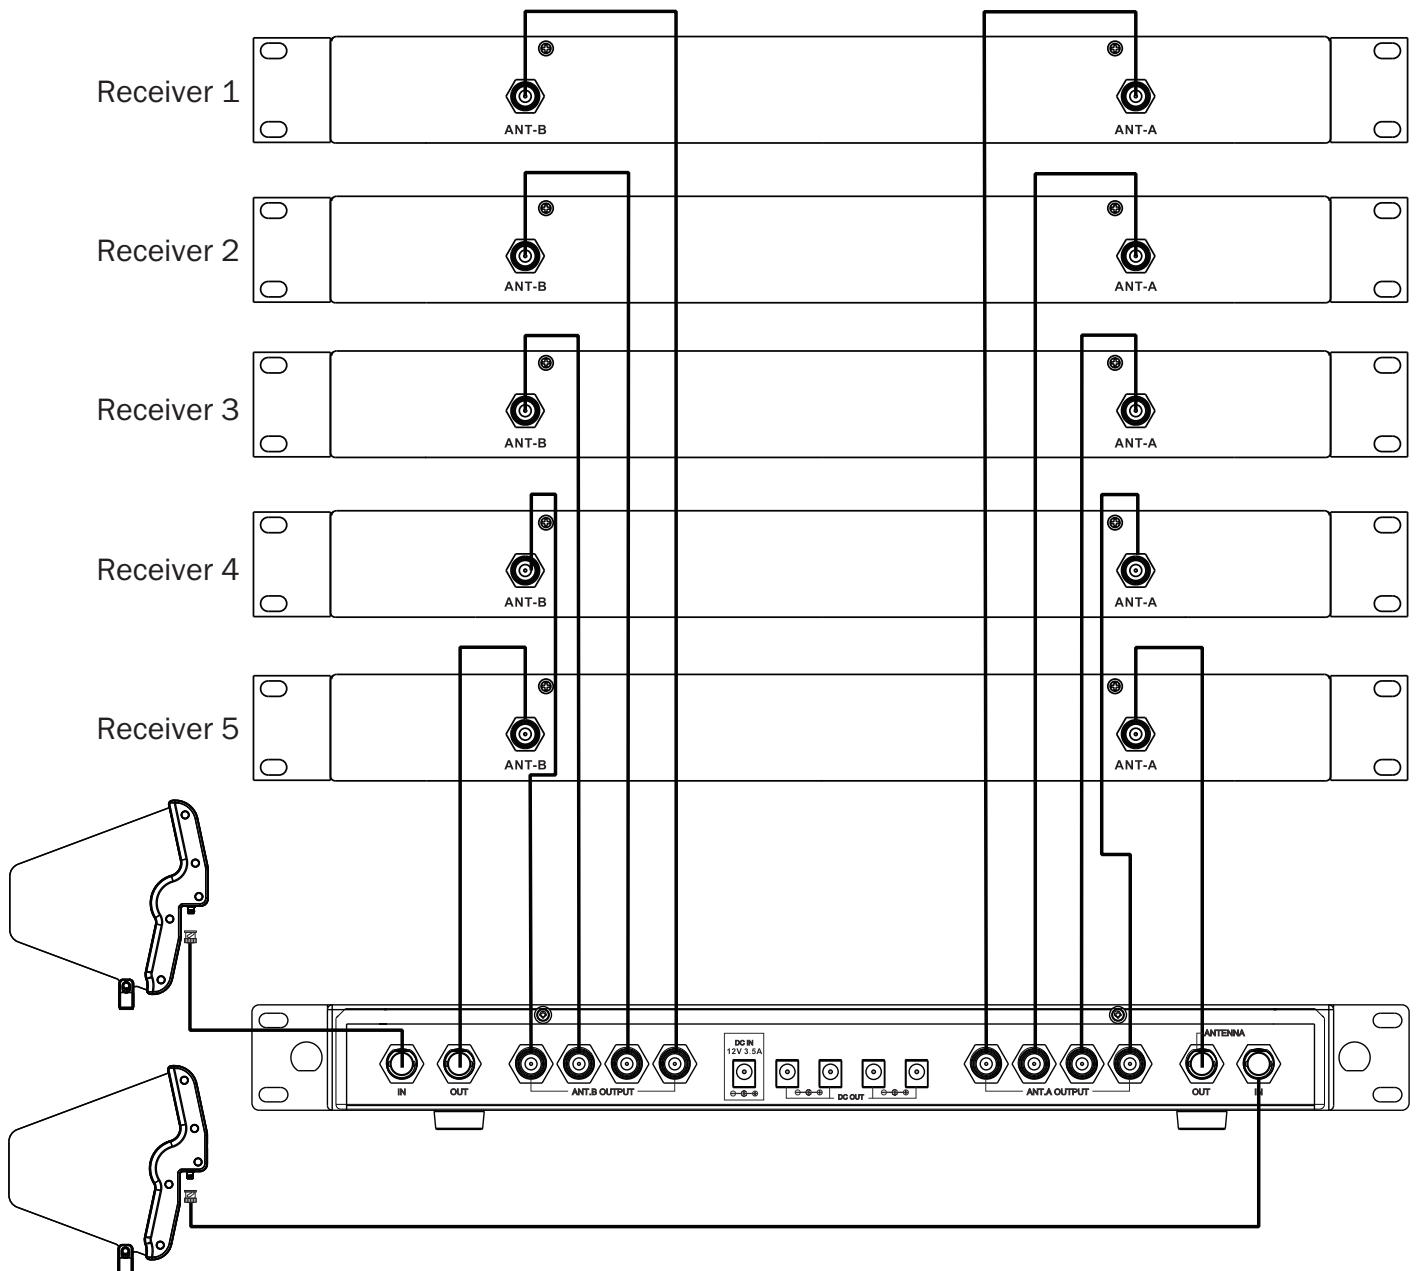 Receiver 1
ANT-B
ANT-A
Receiver 2
ANT-B
ANT-A
Receiver 3
ANT-B
ANT-A
Receiver 4
ANT-B
ANT-A
Receiver 5
ANT-B
ANT-A
ANTENNA
DC IN
12V 3.5A
IN
OUT
ANT.B OUTPUT
DC OUT
ANT.A OUTPUT
OUT
IN